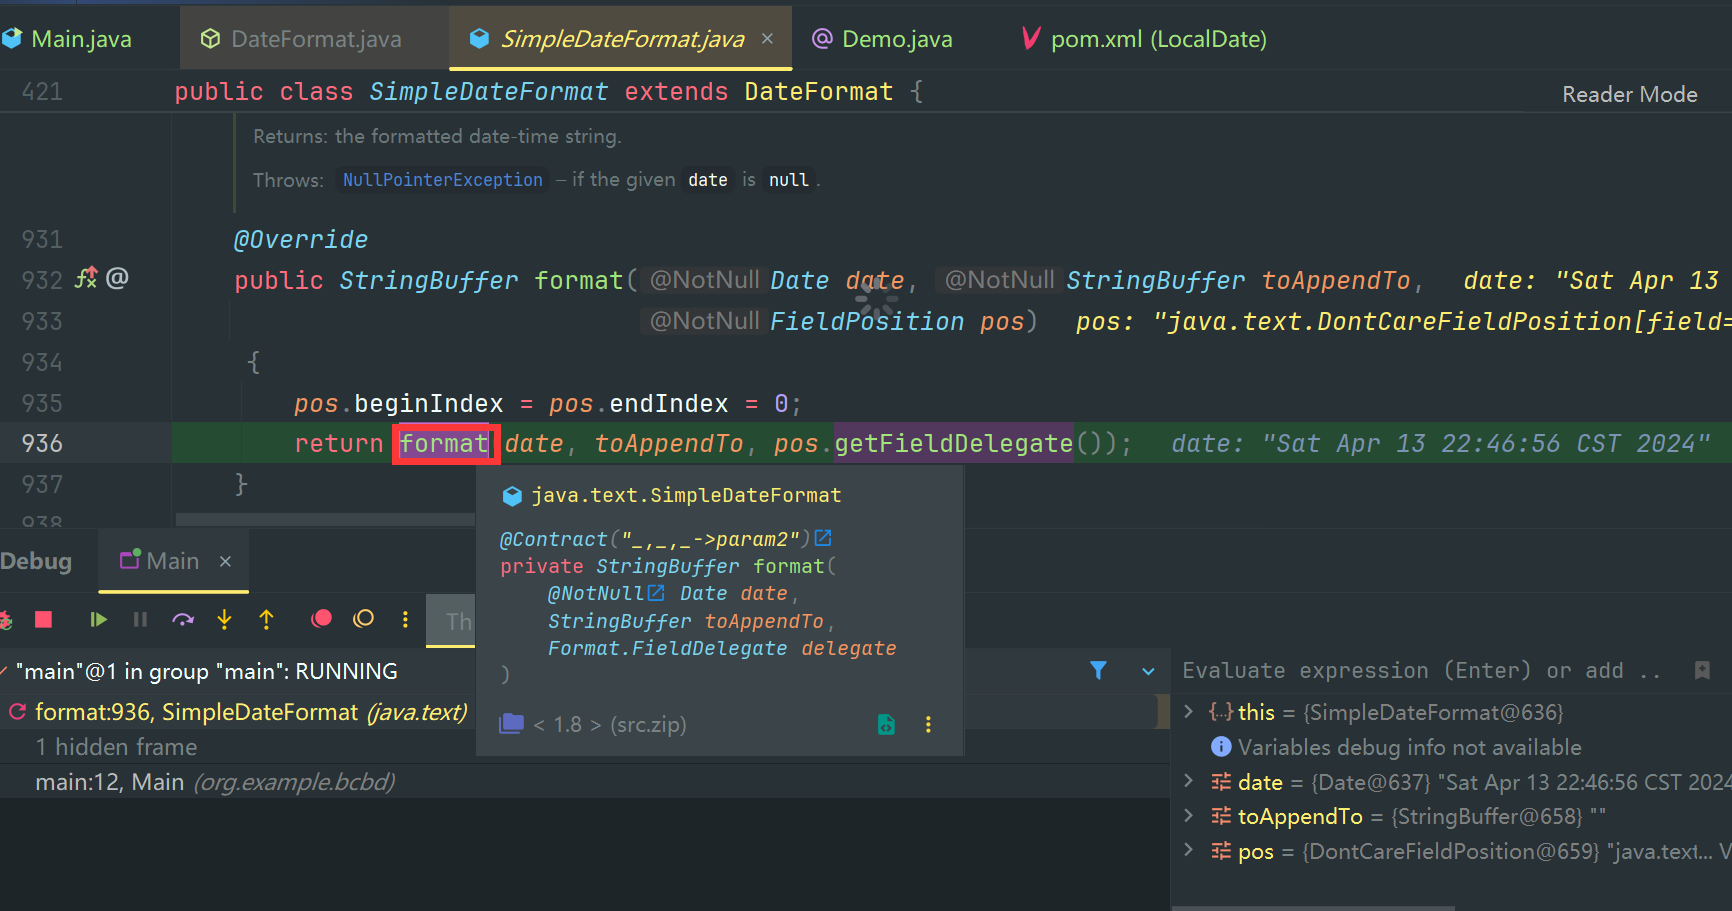 Main.java DateFormat.java SimpleDateFormat.java × @ Demo.java pom.xml (LocalDate)
421 public class SimpleDateFormat extends DateFormat {
Reader Mode
Returns: the formatted date-time string.
Throws: NullPointerException – if the given date is null.
931 @Override
932 @ public StringBuffer format( @NotNull Date date, @NotNull StringBuffer toAppendTo, date: "Sat Apr 13
933 @NotNull FieldPosition pos) pos: "java.text.DontCareFieldPosition[field=
934 {
935 pos.beginIndex = pos.endIndex = 0;
936 return format date, toAppendTo, pos.getFieldDelegate()); date: "Sat Apr 13 22:46:56 CST 2024"
937 }
938
java.text.SimpleDateFormat
@Contract("_,_,_->param2")
private StringBuffer format(
@NotNull Date date,
StringBuffer toAppendTo,
Format.FieldDelegate delegate
)
< 1.8 > (src.zip)
Debug Main ×
Th
"main"@1 in group "main": RUNNING
format:936, SimpleDateFormat (java.text)
1 hidden frame
main:12, Main (org.example.bcbd)
Evaluate expression (Enter) or add ..
{..} this = {SimpleDateFormat@636}
Variables debug info not available
date = {Date@637} "Sat Apr 13 22:46:56 CST 2024
toAppendTo = {StringBuffer@658} ""
pos = {DontCareFieldPosition@659} "java.text... V